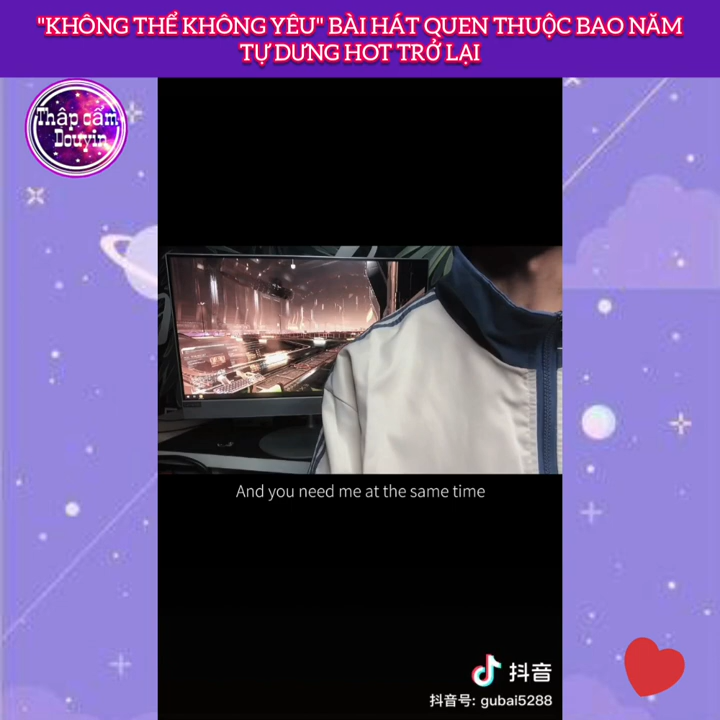 "KHÔNG THỂ KHÔNG YÊU" BÀI HÁT QUEN THUỘC BAO NĂM
TỰ DƯNG HOT TRỞ LẠI
Thập cẩm
Douyin
And you need me at the same time
抖音
抖音号: gubai5288